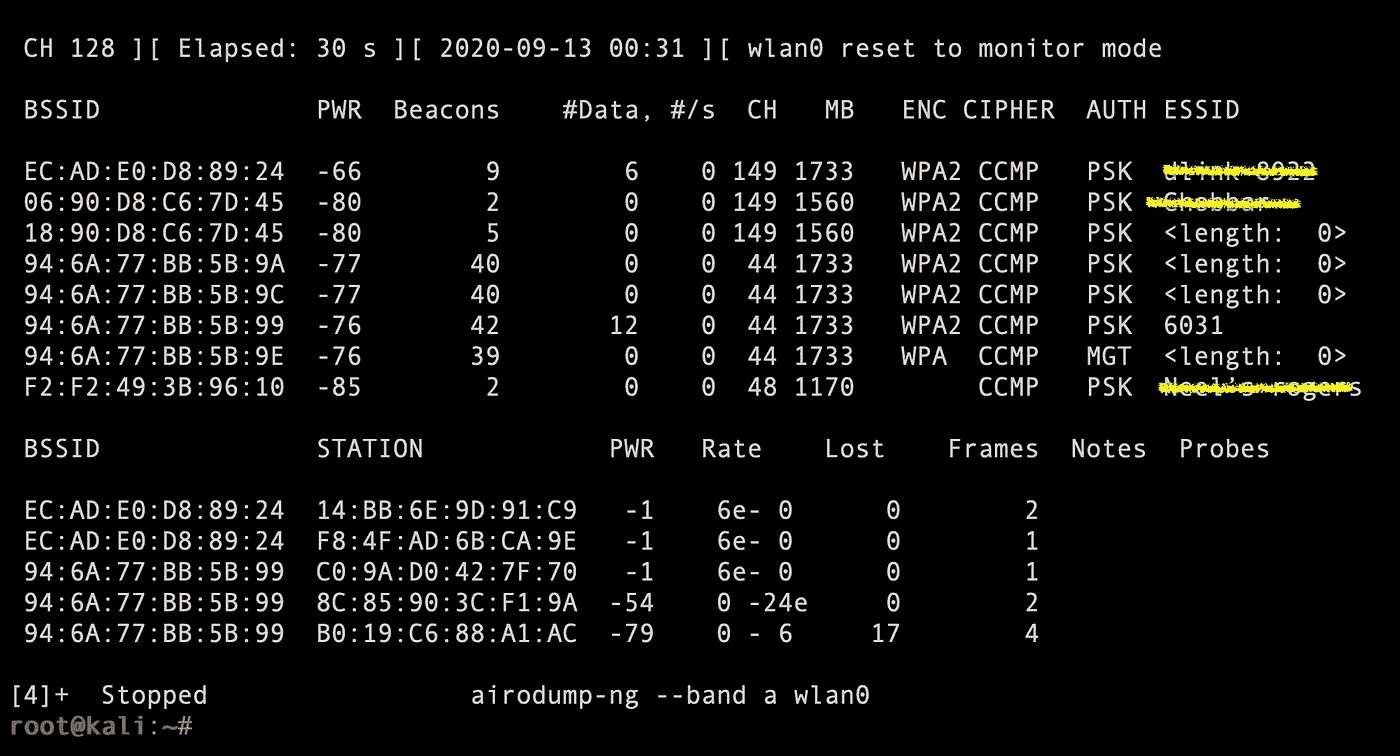 CH 128 ][ Elapsed: 30 s ][ 2020-09-13 00:31 ][ wlan0 reset to monitor mode
BSSID PWR Beacons #Data, #/s CH MB ENC CIPHER AUTH ESSID
EC:AD:E0:D8:89:24 -66 9 6 0 149 1733 WPA2 CCMP PSK
06:90:D8:C6:7D:45 -80 2 0 0 149 1560 WPA2 CCMP PSK
18:90:D8:C6:7D:45 -80 5 0 0 149 1560 WPA2 CCMP PSK <length: 0>
94:6A:77:BB:5B:9A -77 40 0 0 44 1733 WPA2 CCMP PSK <length: 0>
94:6A:77:BB:5B:9C -77 40 0 0 44 1733 WPA2 CCMP PSK <length: 0>
94:6A:77:BB:5B:99 -76 42 12 0 44 1733 WPA2 CCMP PSK 6031
94:6A:77:BB:5B:9E -76 39 0 0 44 1733 WPA CCMP MGT <length: 0>
F2:F2:49:3B:96:10 -85 2 0 0 48 1170 CCMP PSK
BSSID STATION PWR Rate Lost Frames Notes Probes
EC:AD:E0:D8:89:24 14:BB:6E:9D:91:C9 -1 6e- 0 0 2
EC:AD:E0:D8:89:24 F8:4F:AD:6B:CA:9E -1 6e- 0 0 1
94:6A:77:BB:5B:99 C0:9A:D0:42:7F:70 -1 6e- 0 0 1
94:6A:77:BB:5B:99 8C:85:90:3C:F1:9A -54 0 -24e 0 2
94:6A:77:BB:5B:99 B0:19:C6:88:A1:AC -79 0 - 6 17 4
[4]+ Stopped airodump-ng --band a wlan0
root@kali:~#